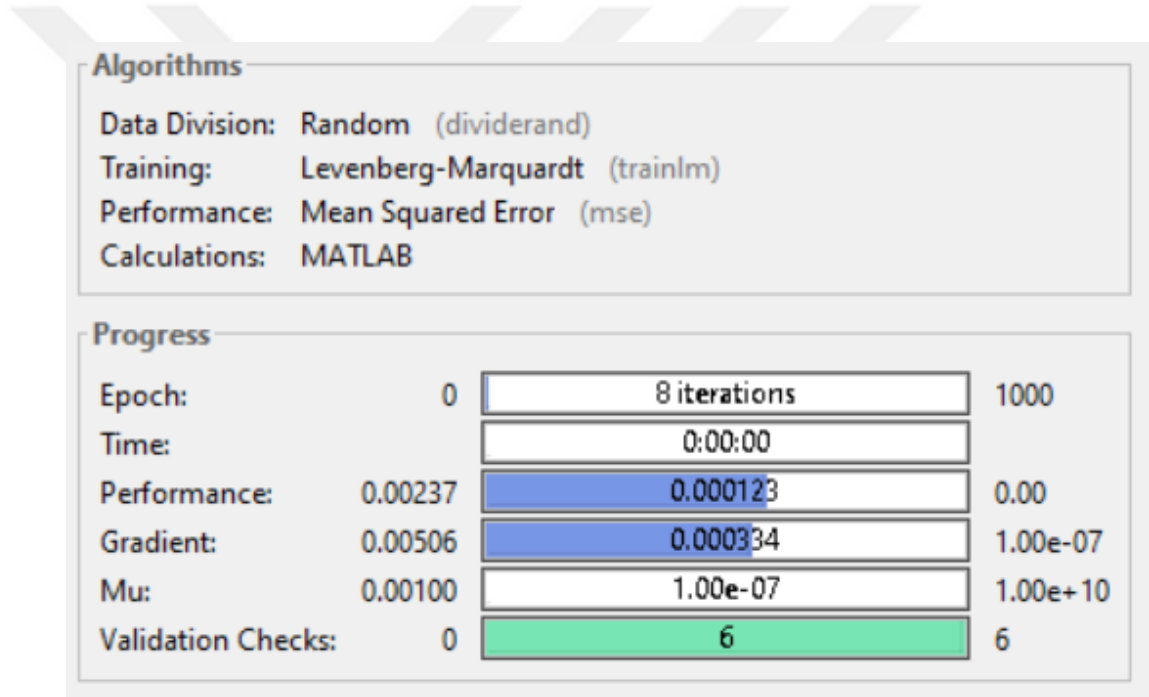 Algorithms
Data Division: Random (dividerand)
Training: Levenberg-Marquardt (trainlm)
Performance: Mean Squared Error (mse)
Calculations: MATLAB
Progress
Epoch: 0 8 iterations 1000
Time: 0:00:00
Performance: 0.00237 0.000123 0.00
Gradient: 0.00506 0.000334 1.00e-07
Mu: 0.00100 1.00e-07 1.00e+10
Validation Checks: 0 6 6